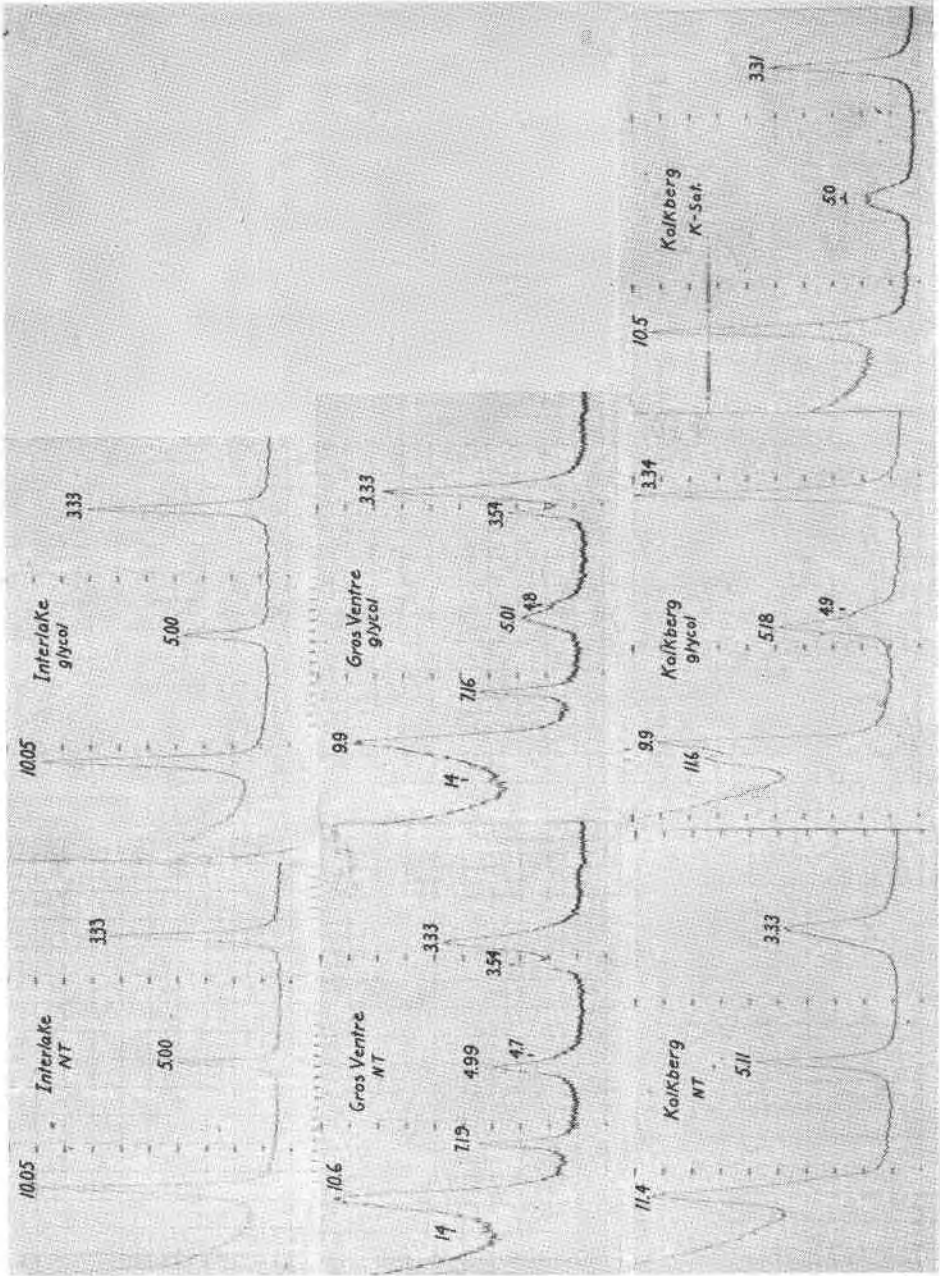 10.05
Interlake
NT
5.00
3.33
10.05
Interlake
glycol
5.00
3.33
14
10.6
Gros Ventre
NT
7.19
4.99
4.7
3.54
3.33
14
9.9
Gros Ventre
glycol
7.16
5.01
4.8
3.54
3.33
11.4
Kalkberg
NT
5.11
3.33
11.6
9.9
Kalkberg
glycol
5.18
4.9
3.34
10.5
Kalkberg
K-Sat.
5.0
3.31